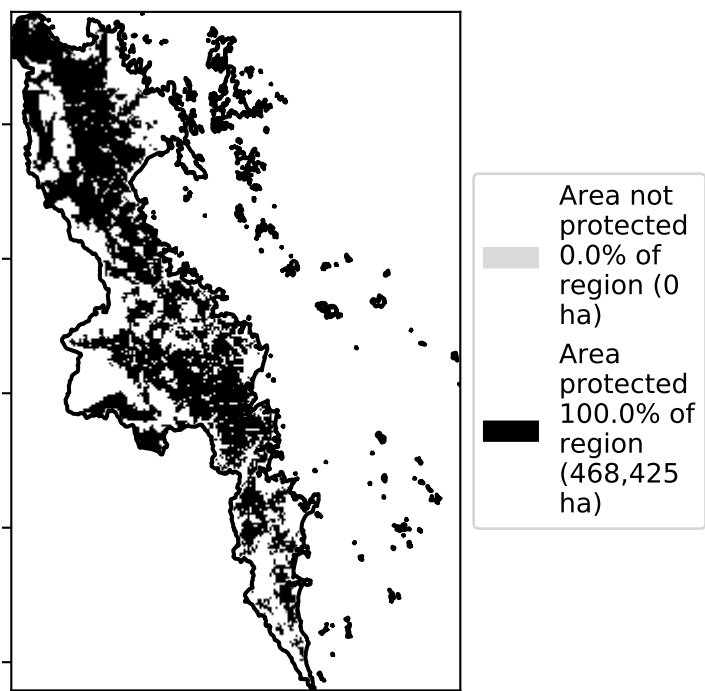 Area not
protected
0.0% of
region (0
ha)
Area
protected
100.0% of
region
(468,425
ha)